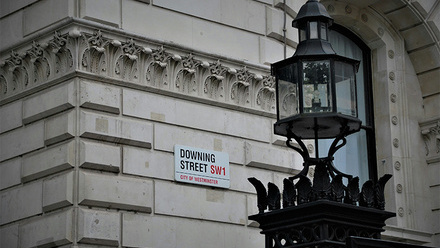 DOWNING
STREET SW1
CITY OF WESTMINSTER